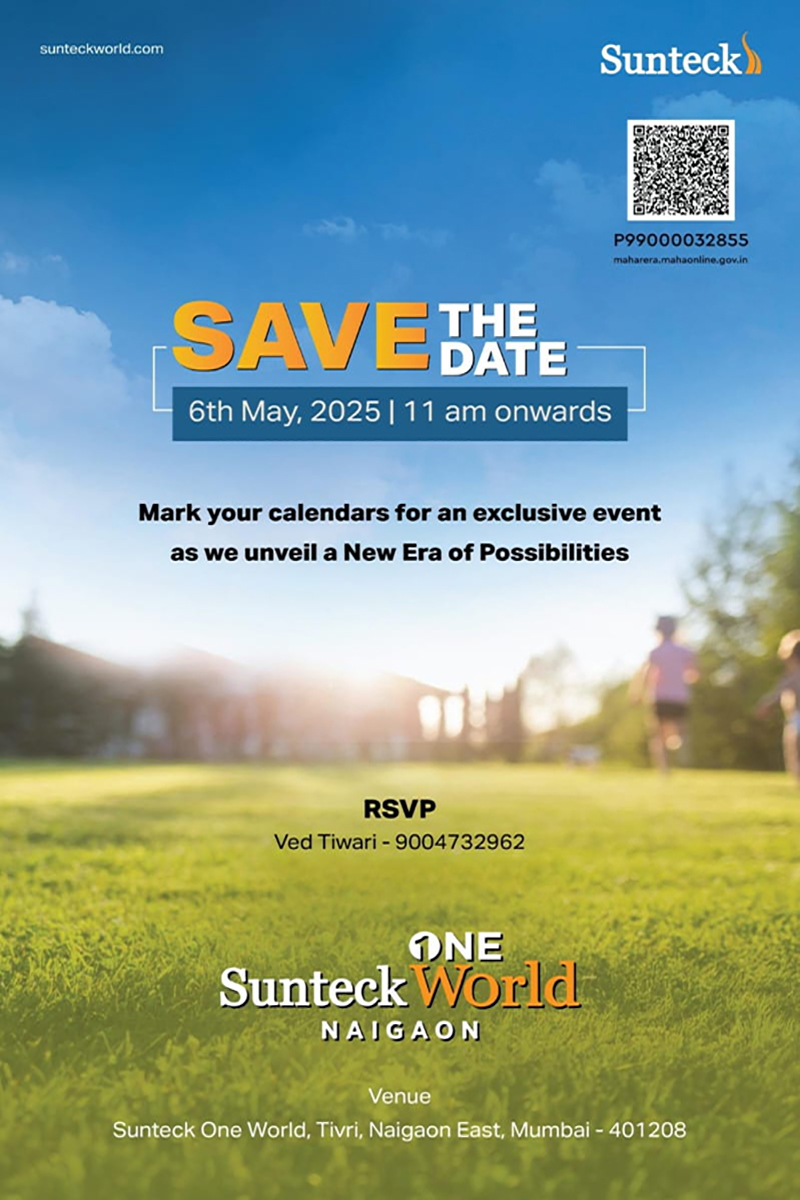 sunteckworld.com
Sunteck
P99000032855
maharera.mahaonline.gov.in
SAVE THE DATE
6th May, 2025 | 11 am onwards
Mark your calendars for an exclusive event
as we unveil a New Era of Possibilities
RSVP
Ved Tiwari - 9004732962
ONE
Sunteck World
NAIGAON
Venue
Sunteck One World, Tivri, Naigaon East, Mumbai - 401208